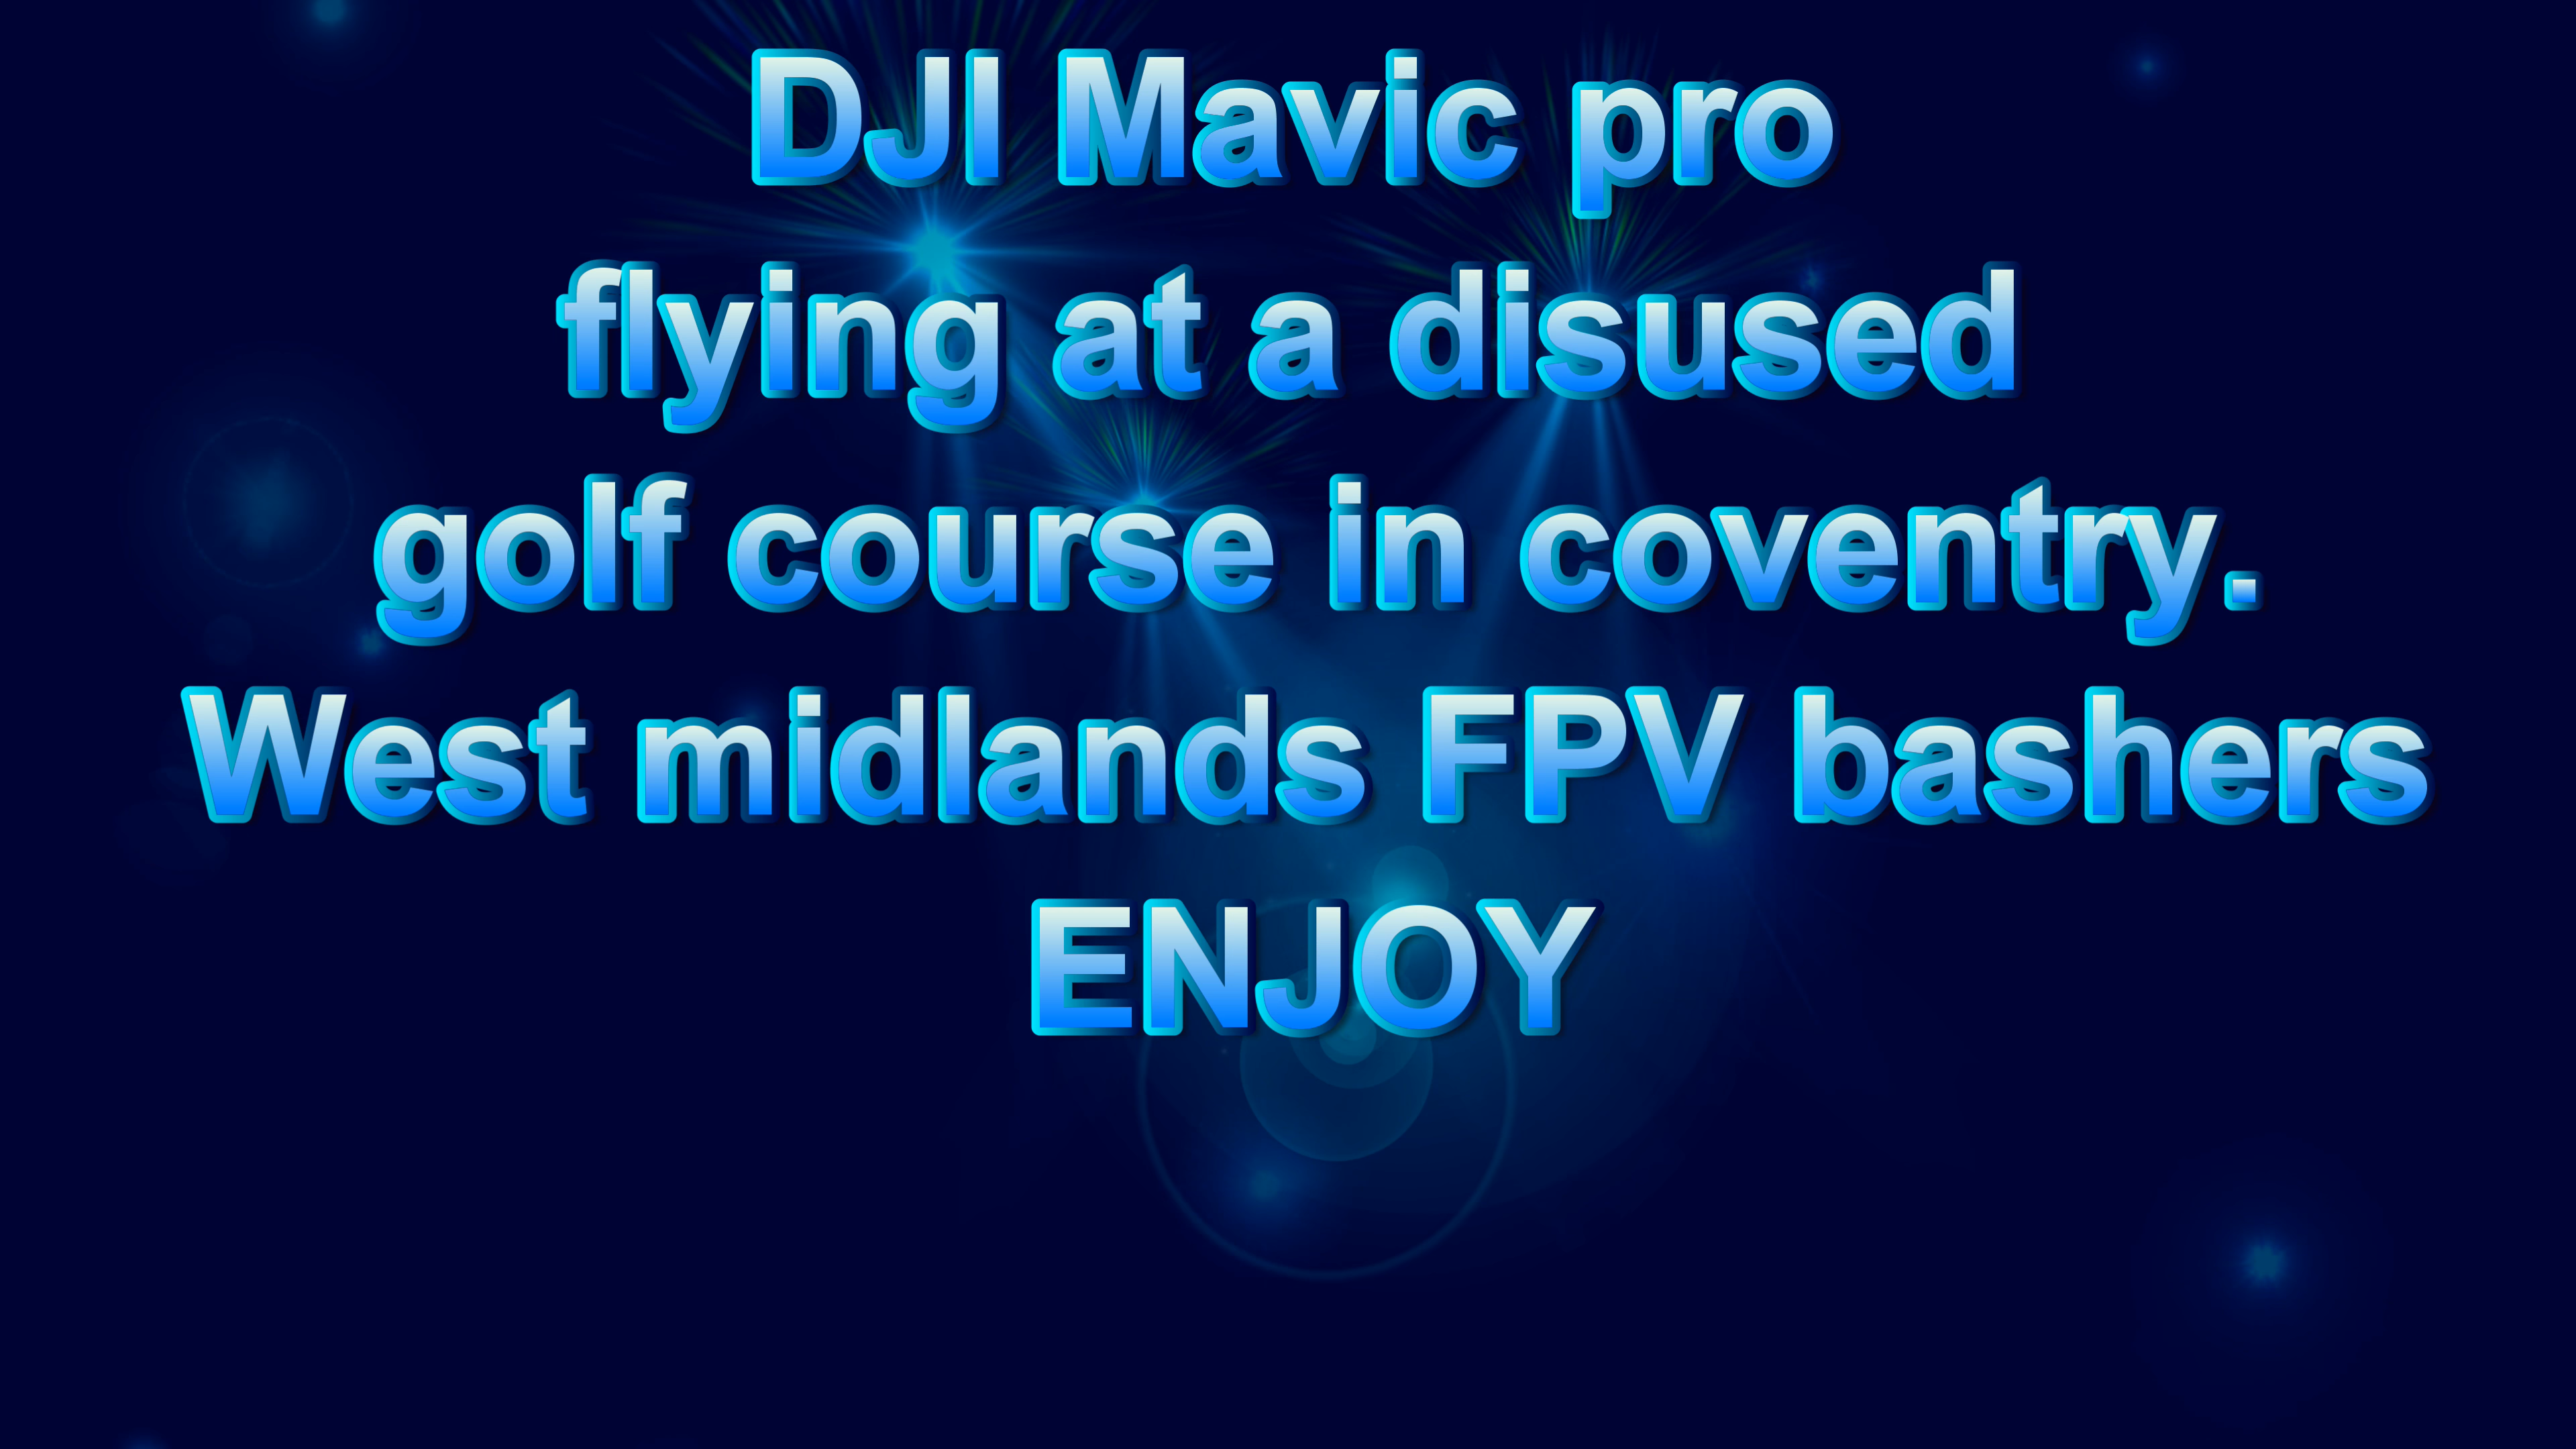 DJI Mavic pro
flying at a disused
golf course in coventry.
West midlands FPV bashers
ENJOY